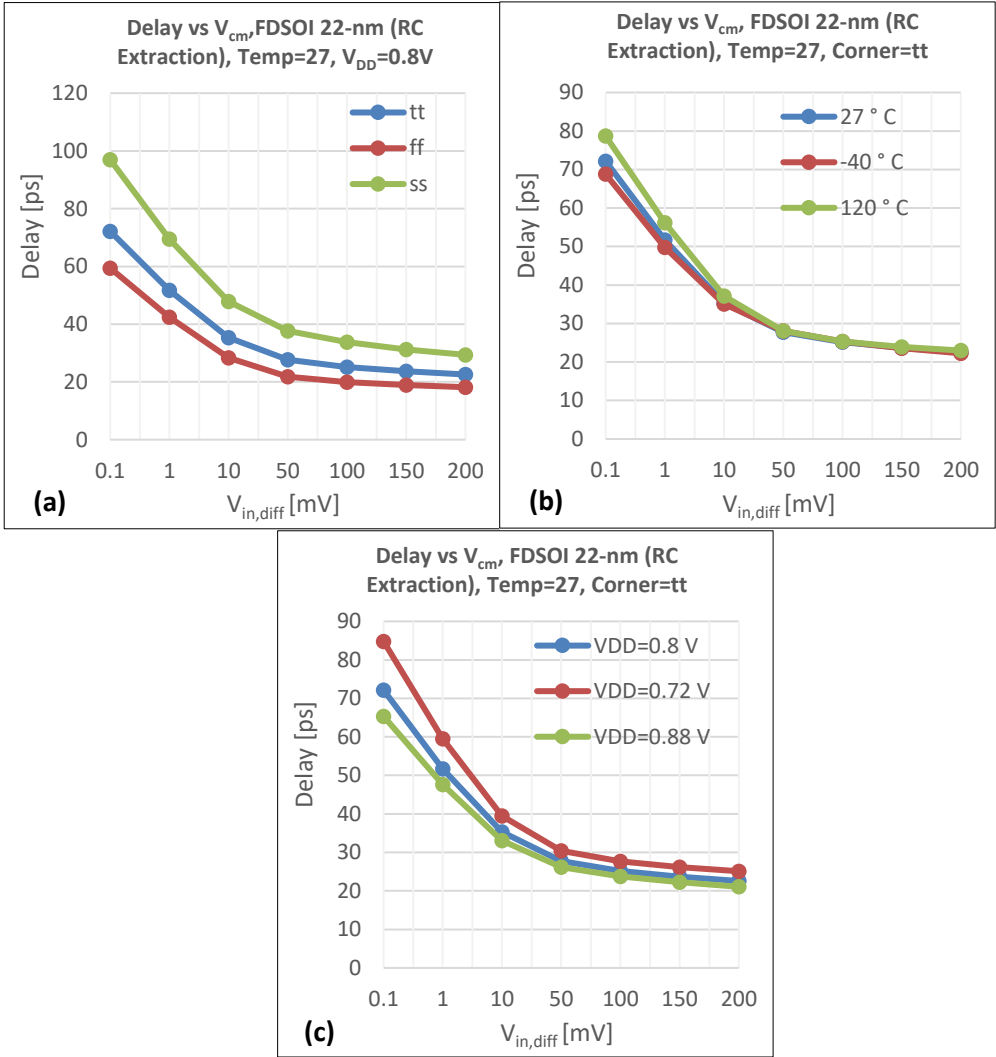 Delay vs Vcm,FDSOI 22-nm (RC
Extraction), Temp=27, VDD=0.8V
120
100
80
60
40
20
0
Delay [ps]
tt
ff
ss
0.1 1 10 50 100 150 200
Vin,diff [mV]
(a)
Delay vs Vcm, FDSOI 22-nm (RC
Extraction), Temp=27, Corner=tt
90
80
70
60
50
40
30
20
10
0
Delay [ps]
27 ° C
-40 ° C
120 ° C
0.1 1 10 50 100 150 200
Vin,diff [mV]
(b)
Delay vs Vcm, FDSOI 22-nm (RC
Extraction), Temp=27, Corner=tt
90
80
70
60
50
40
30
20
10
0
Delay [ps]
VDD=0.8 V
VDD=0.72 V
VDD=0.88 V
0.1 1 10 50 100 150 200
Vin,diff [mV]
(c)